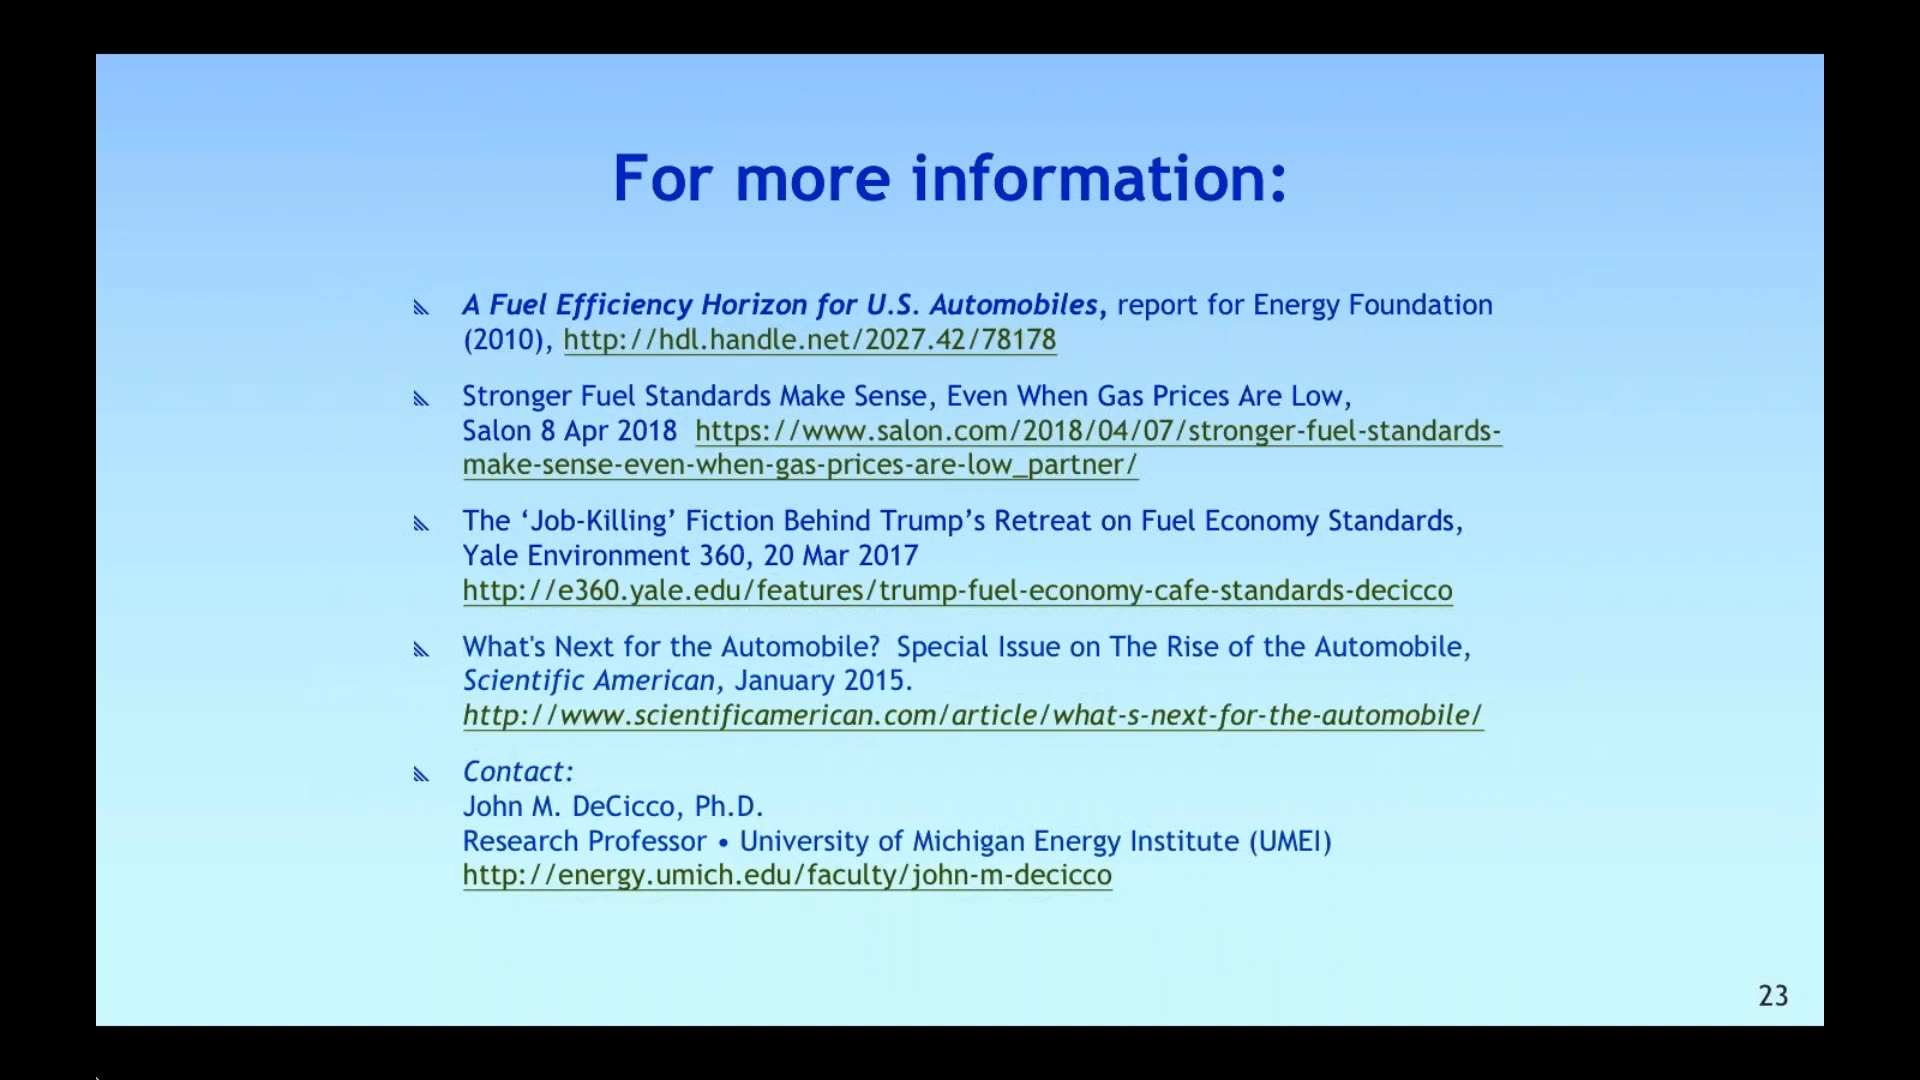 For more information:
A Fuel Efficiency Horizon for U.S. Automobiles, report for Energy Foundation
(2010), http://hdl.handle.net/2027.42/78178
Stronger Fuel Standards Make Sense, Even When Gas Prices Are Low,
Salon 8 Apr 2018 https://www.salon.com/2018/04/07/stronger-fuel-standards-
make-sense-even-when-gas-prices-are-low_partner/
The ‘Job-Killing’ Fiction Behind Trump’s Retreat on Fuel Economy Standards,
Yale Environment 360, 20 Mar 2017
http://e360.yale.edu/features/trump-fuel-economy-cafe-standards-decicco
What's Next for the Automobile? Special Issue on The Rise of the Automobile,
Scientific American, January 2015.
http://www.scientificamerican.com/article/what-s-next-for-the-automobile/
Contact:
John M. DeCicco, Ph.D.
Research Professor • University of Michigan Energy Institute (UMEI)
http://energy.umich.edu/faculty/john-m-decicco
23